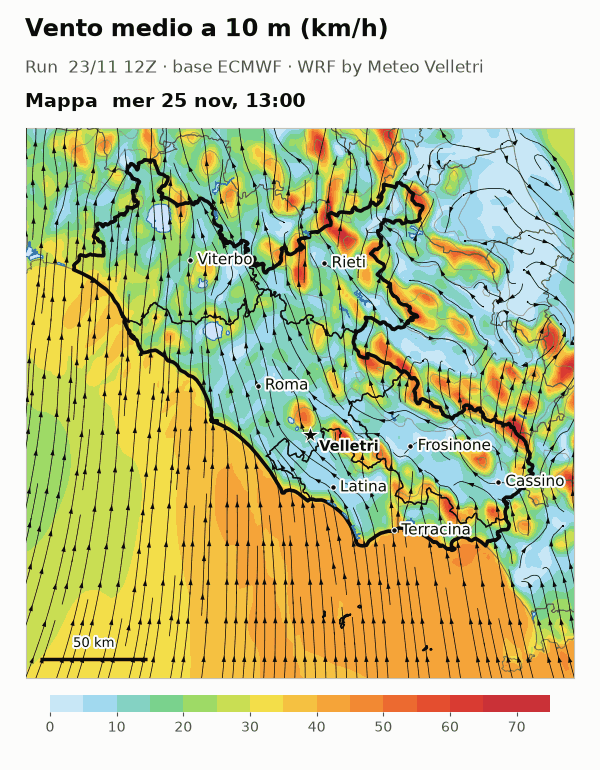 Vento medio a 10 m (km/h)
Run 23/11 12Z · base ECMWF · WRF by Meteo Velletri
Mappa mer 25 nov, 13:00
Viterbo
Rieti
Roma
Velletri
Frosinone
Cassino
Latina
Terracina
50 km
0 10 20 30 40 50 60 70